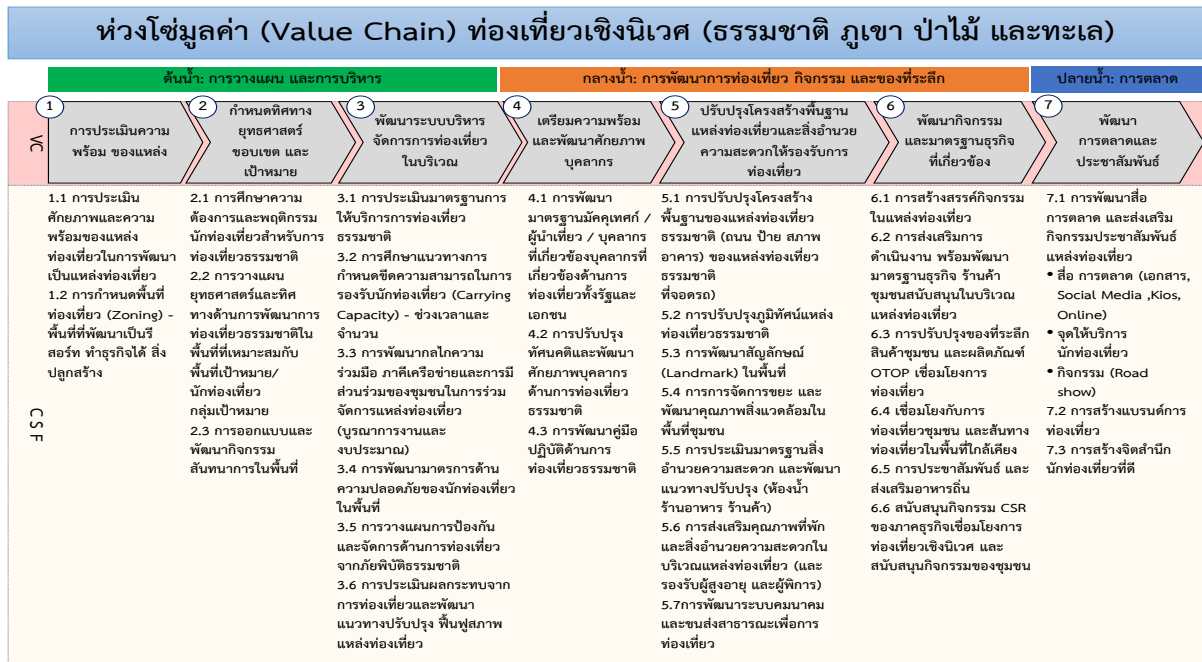 ห่วงโซ่มูลค่า (Value Chain) ท่องเที่ยวเชิงนิเวศ (ธรรมชาติ ภูเขา ป่าไม้ และทะเล)
ต้นน้ำ: การวางแผน และการบริหาร
กลางน้ำ: การพัฒนาการท่องเที่ยว กิจกรรม และของที่ระลึก
ปลายน้ำ: การตลาด
VC
1
การประเมินความ
พร้อม ของแหล่ง
2
กำหนดทิศทาง
ยุทธศาสตร์
ขอบเขต และ
เป้าหมาย
3
พัฒนาระบบบริหาร
จัดการการท่องเที่ยว
ในบริเวณ
4
เตรียมความพร้อม
และพัฒนาศักยภาพ
บุคลากร
5
ปรับปรุงโครงสร้างพื้นฐาน
แหล่งท่องเที่ยวและสิ่งอำนวย
ความสะดวกให้รองรับการ
ท่องเที่ยว
6
พัฒนากิจกรรม
และมาตรฐานธุรกิจ
ที่เกี่ยวข้อง
7
พัฒนา
การตลาดและ
ประชาสัมพันธ์
CSF
1.1 การประเมิน
ศักยภาพและความ
พร้อมของแหล่ง
ท่องเที่ยวในการพัฒนา
เป็นแหล่งท่องเที่ยว
1.2 การกำหนดพื้นที่
ท่องเที่ยว (Zoning) -
พื้นที่ที่พัฒนาเป็นรี
สอร์ท ทำธุรกิจได้ สิ่ง
ปลูกสร้าง
2.1 การศึกษาความ
ต้องการและพฤติกรรม
นักท่องเที่ยวสำหรับการ
ท่องเที่ยวธรรมชาติ
2.2 การวางแผน
ยุทธศาสตร์และทิศ
ทางด้านการพัฒนาการ
ท่องเที่ยวธรรมชาติใน
พื้นที่ที่เหมาะสมกับ
พื้นที่เป้าหมาย/
นักท่องเที่ยว
กลุ่มเป้าหมาย
2.3 การออกแบบและ
พัฒนากิจกรรม
สันทนาการในพื้นที่
3.1 การประเมินมาตรฐานการ
ให้บริการการท่องเที่ยว
ธรรมชาติ
3.2 การศึกษาแนวทางการ
กำหนดขีดความสามารถในการ
รองรับนักท่องเที่ยว (Carrying
Capacity) - ช่วงเวลาและ
จำนวน
3.3 การพัฒนากลไกความ
ร่วมมือ ภาคีเครือข่ายและการมี
ส่วนร่วมของชุมชนในการร่วม
จัดการแหล่งท่องเที่ยว
(บูรณาการงานและ
งบประมาณ)
3.4 การพัฒนามาตรการด้าน
ความปลอดภัยของนักท่องเที่ยว
ในพื้นที่
3.5 การวางแผนการป้องกัน
และจัดการด้านการท่องเที่ยว
จากภัยพิบัติธรรมชาติ
3.6 การประเมินผลกระทบจาก
การท่องเที่ยวและพัฒนา
แนวทางปรับปรุง ฟื้นฟูสภาพ
แหล่งท่องเที่ยว
4.1 การพัฒนา
มาตรฐานมัคคุเทศก์ /
ผู้นำเที่ยว / บุคลากร
ที่เกี่ยวข้องบุคลากรที่
เกี่ยวข้องด้านการ
ท่องเที่ยวทั้งรัฐและ
เอกชน
4.2 การปรับปรุง
ทัศนคติและพัฒนา
ศักยภาพบุคลากร
ด้านการท่องเที่ยว
ธรรมชาติ
4.3 การพัฒนาคู่มือ
ปฏิบัติด้านการ
ท่องเที่ยวธรรมชาติ
5.1 การปรับปรุงโครงสร้าง
พื้นฐานของแหล่งท่องเที่ยว
ธรรมชาติ (ถนน ป้าย สภาพ
อาคาร) ของแหล่งท่องเที่ยว
ธรรมชาติ
ที่จอดรถ)
5.2 การปรับปรุงภูมิทัศน์แหล่ง
ท่องเที่ยวธรรมชาติ
5.3 การพัฒนาสัญลักษณ์
(Landmark) ในพื้นที่
5.4 การการจัดการขยะ และ
พัฒนาคุณภาพสิ่งแวดล้อมใน
พื้นที่ชุมชน
5.5 การประเมินมาตรฐานสิ่ง
อำนวยความสะดวก และพัฒนา
แนวทางปรับปรุง (ห้องน้ำ
ร้านอาหาร ร้านค้า)
5.6 การส่งเสริมคุณภาพที่พัก
และสิ่งอำนวยความสะดวกใน
บริเวณแหล่งท่องเที่ยว (และ
รองรับผู้สูงอายุ และผู้พิการ)
5.7การพัฒนาระบบคมนาคม
และขนส่งสาธารณะเพื่อการ
ท่องเที่ยว
6.1 การสร้างสรรค์กิจกรรม
ในแหล่งท่องเที่ยว
6.2 การส่งเสริมการ
ดำเนินงาน พร้อมพัฒนา
มาตรฐานธุรกิจ ร้านค้า
ชุมชนสนับสนุนในบริเวณ
แหล่งท่องเที่ยว
6.3 การปรับปรุงของที่ระลึก
สินค้าชุมชน และผลิตภัณฑ์
OTOP เชื่อมโยงการ
ท่องเที่ยว
6.4 เชื่อมโยงกับการ
ท่องเที่ยวชุมชน และส้นทาง
ท่องเที่ยวในพื้นที่ใกล้เคียง
6.5 การประชาสัมพันธ์ และ
ส่งเสริมอาหารถิ่น
6.6 สนับสนุนกิจกรรม CSR
ของภาคธุรกิจเชื่อมโยงการ
ท่องเที่ยวเชิงนิเวศ และ
สนับสนุนกิจกรรมของชุมชน
7.1 การพัฒนาสื่อ
การตลาด และส่งเสริม
กิจกรรมประชาสัมพันธ์
แหล่งท่องเที่ยว
• สื่อ การตลาด (เอกสาร,
Social Media ,Kios,
Online)
• จุดให้บริการ
นักท่องเที่ยว
• กิจกรรม (Road
show)
7.2 การสร้างแบรนด์การ
ท่องเที่ยว
7.3 การสร้างจิตสำนึก
นักท่องเที่ยวที่ดี